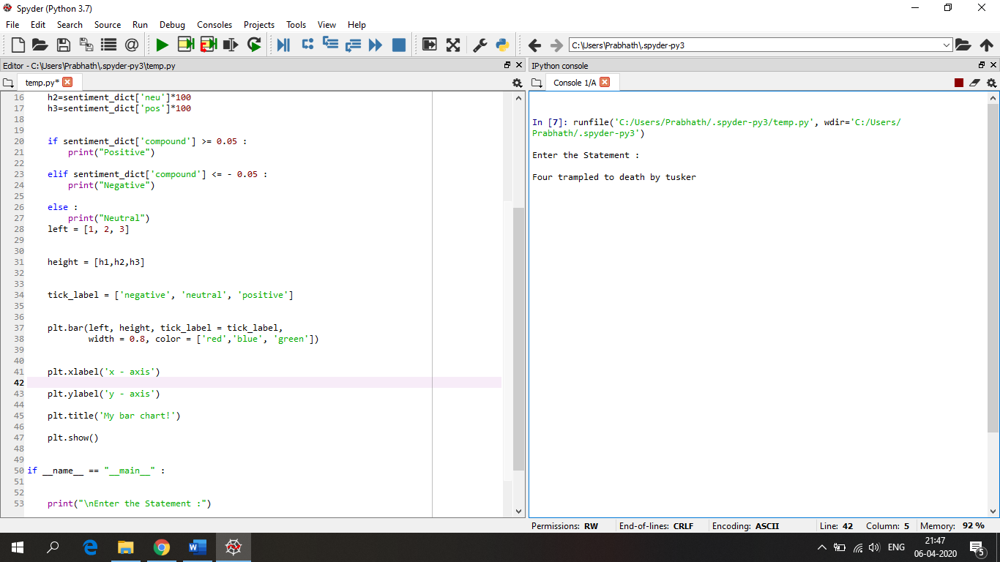 Spyder (Python 3.7)
File Edit Search Source Run Debug Consoles Projects Tools View Help
C:\Users\Prabhath\.spyder-py3
Editor - C:\Users\Prabhath\.spyder-py3\temp.py
temp.py*
16 h2=sentiment_dict['neu']*100
17 h3=sentiment_dict['pos']*100
18
19
20 if sentiment_dict['compound'] >= 0.05 :
21 print("Positive")
22
23 elif sentiment_dict['compound'] <= - 0.05 :
24 print("Negative")
25
26 else :
27 print("Neutral")
28 left = [1, 2, 3]
29
30
31 height = [h1,h2,h3]
32
33
34 tick_label = ['negative', 'neutral', 'positive']
35
36
37 plt.bar(left, height, tick_label = tick_label,
38 width = 0.8, color = ['red','blue', 'green'])
39
40
41 plt.xlabel('x - axis')
42
43 plt.ylabel('y - axis')
44
45 plt.title('My bar chart!')
46
47 plt.show()
48
49
50 if __name__ == "__main__" :
51
52
53 print("\nEnter the Statement :")
IPython console
Console 1/A
In [7]: runfile('C:/Users/Prabhath/.spyder-py3/temp.py', wdir='C:/Users/
Prabhath/.spyder-py3')
Enter the Statement :
Four trampled to death by tusker
Permissions: RW End-of-lines: CRLF Encoding: ASCII Line: 42 Column: 5 Memory: 92 %
ENG
21:47
06-04-2020
5